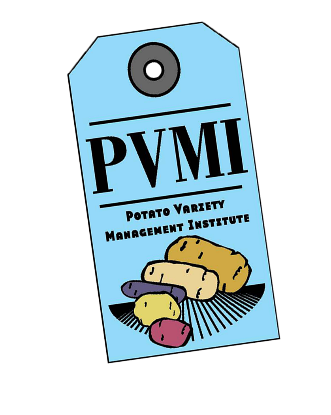 PVMI
Potato Variety
Management Institute